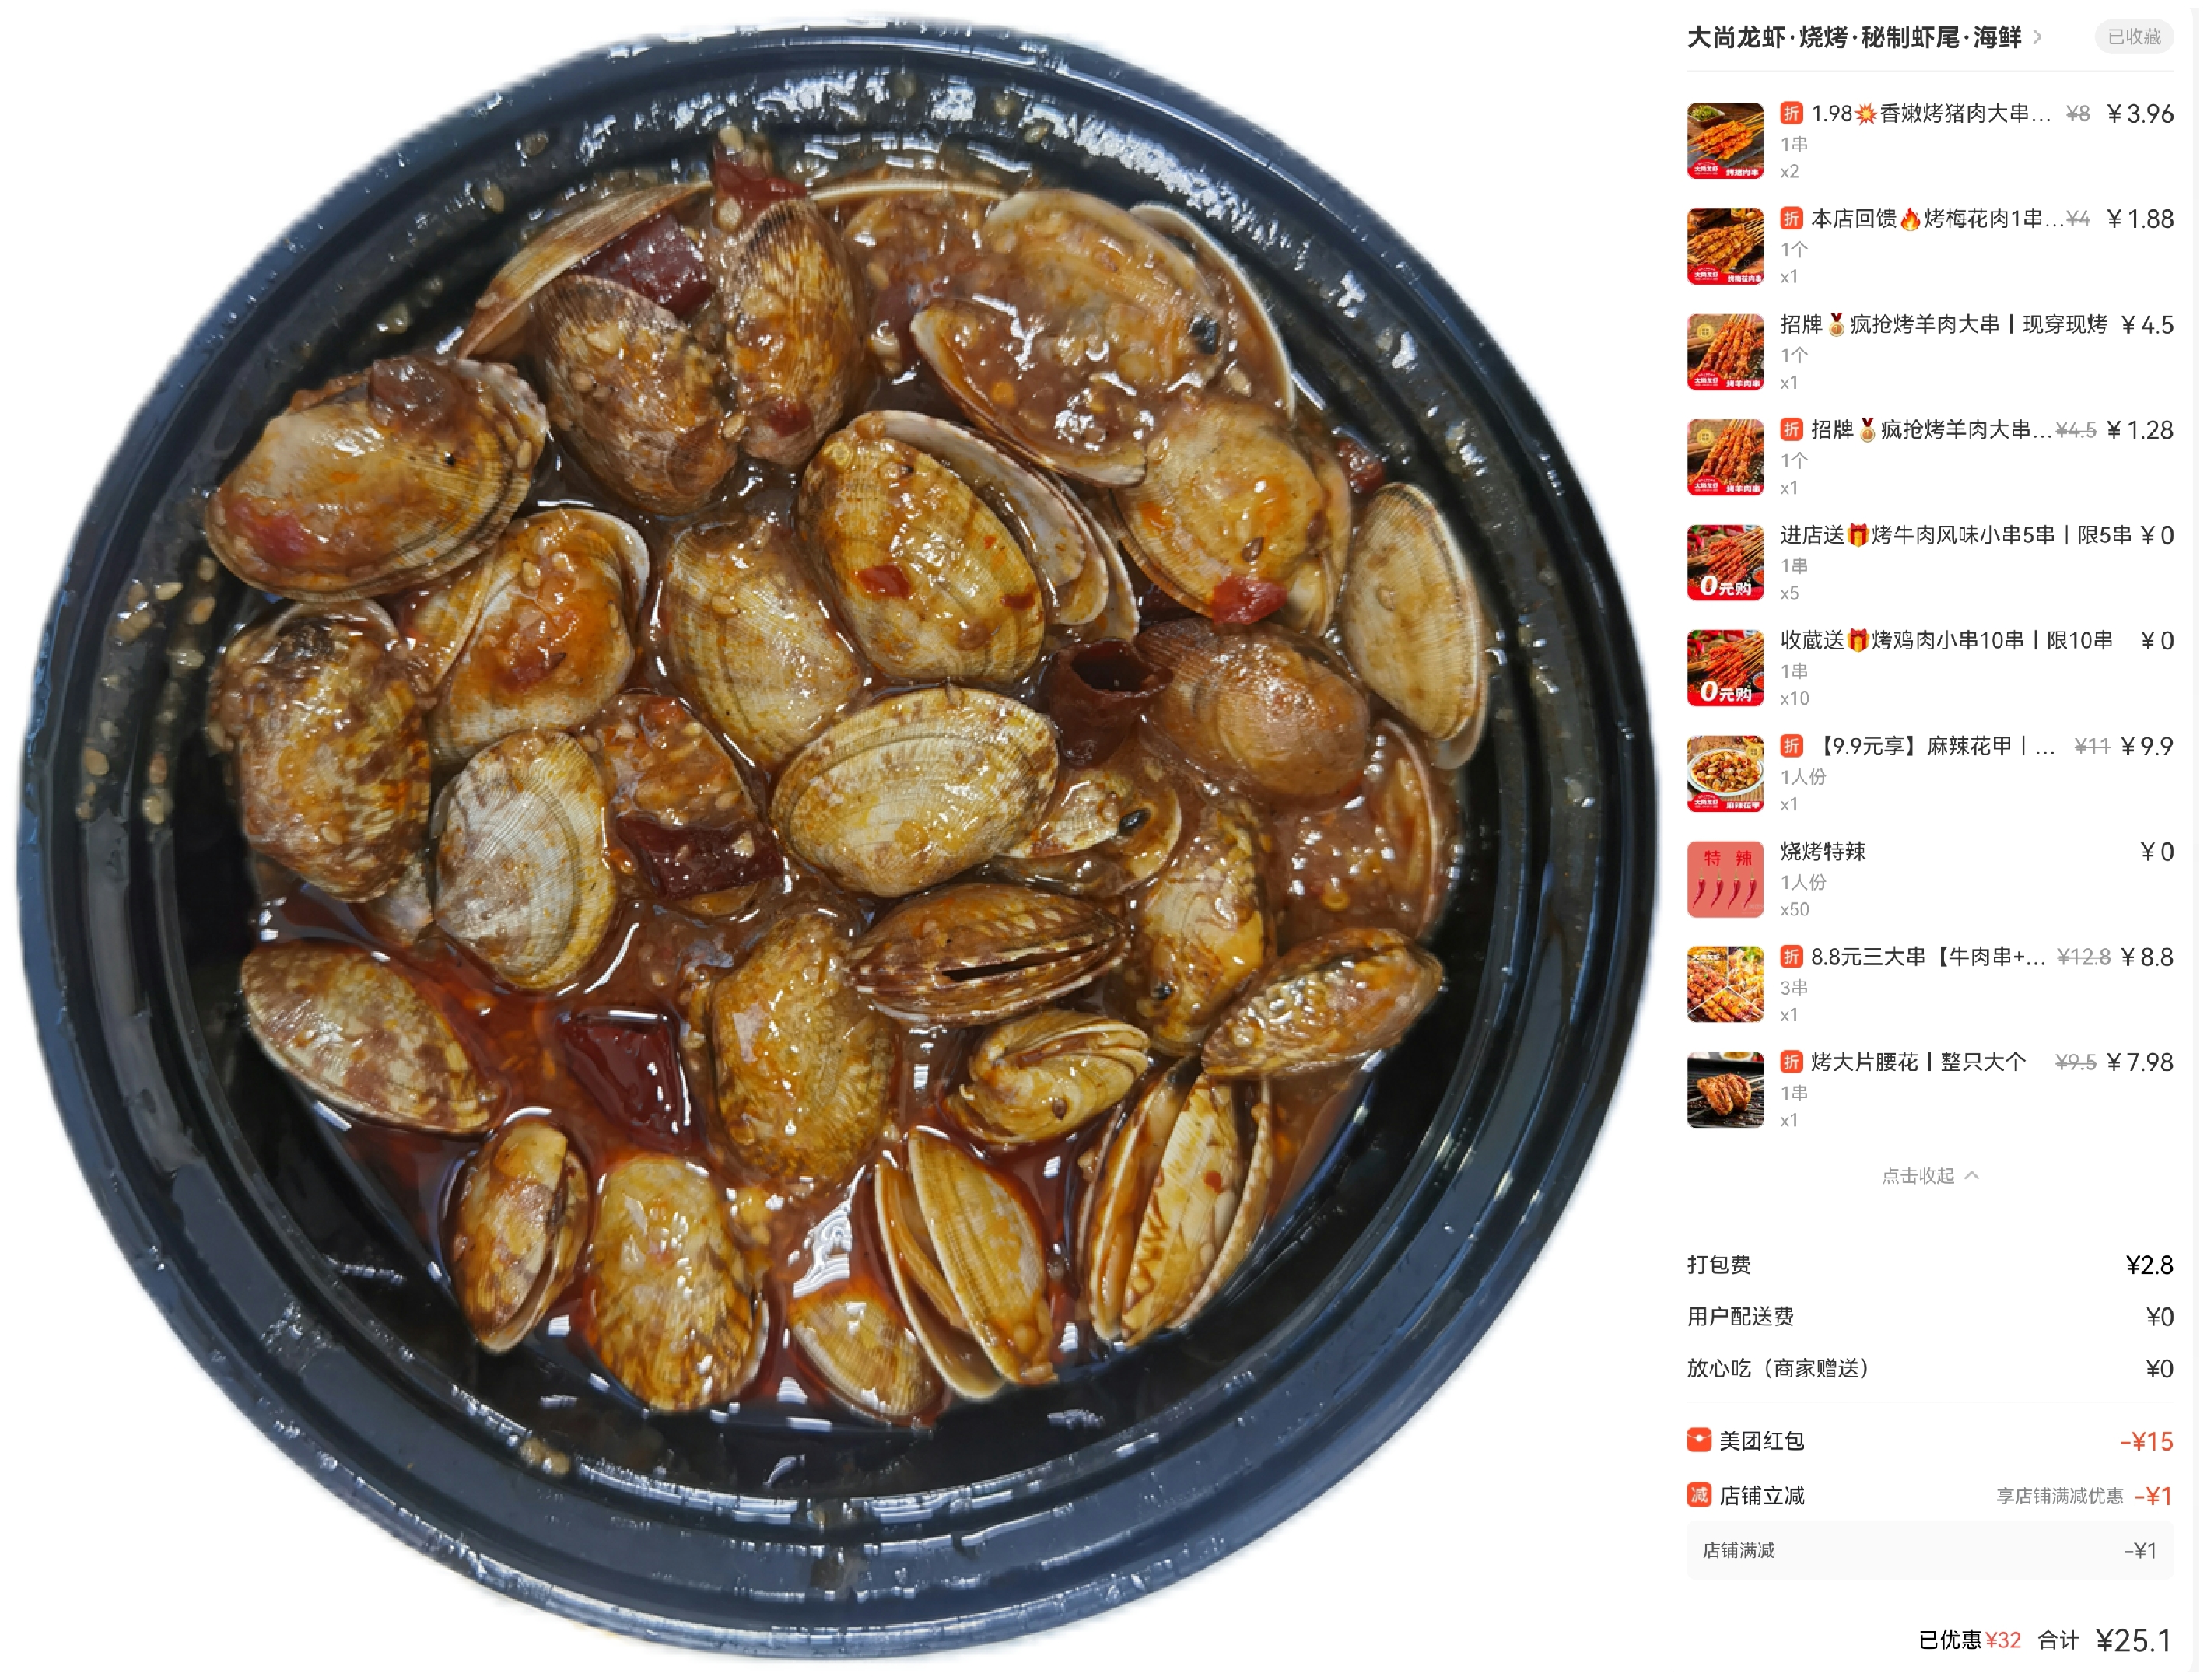 大尚龙虾·烧烤·秘制虾尾·海鲜 >
已收藏
折 1.98💥香嫩烤猪肉大串... ¥8 ¥3.96
1串
x2
折 本店回馈🔥烤梅花肉1串...¥4 ¥1.88
1个
x1
招牌🏅疯抢烤羊肉大串丨现穿现烤 ¥4.5
1个
x1
折 招牌🏅疯抢烤羊肉大串...¥4.5 ¥1.28
1个
x1
进店送🎁烤牛肉风味小串5串丨限5串 ¥0
1串
x5
0元购
收蔵送🎁烤鸡肉小串10串丨限10串 ¥0
1串
x10
0元购
折 【9.9元享】麻辣花甲丨... ¥11 ¥9.9
1人份
x1
烧烤特辣 ¥0
1人份
x50
特 辣
折 8.8元三大串【牛肉串+... ¥12.8 ¥8.8
3串
x1
折 烤大片腰花丨整只大个 ¥9.5 ¥7.98
1串
x1
点击收起
打包费 ¥2.8
用户配送费 ¥0
放心吃（商家赠送） ¥0
美团红包 -¥15
减 店铺立减 享店铺满减优惠 -¥1
店铺满减 -¥1
已优惠¥32 合计 ¥25.1